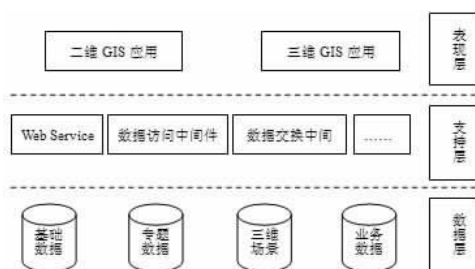 二维 GIS 应用
三维 GIS 应用
表现层
Web Service
数据访问中间件
数据交换中间
……
支持层
基础数据
专题数据
三维场景
业务数据
数据层